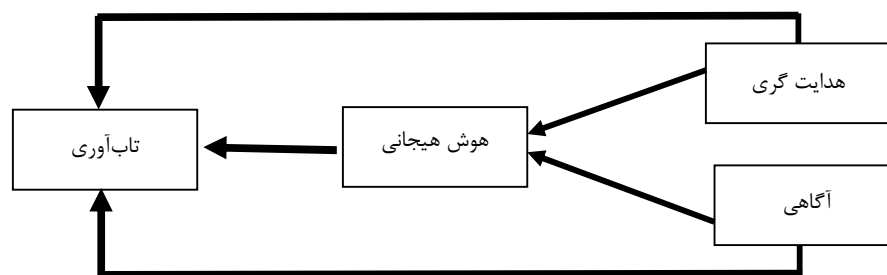 هدایت گری
هوش هیجانی
تاب‌آوری
آگاهی